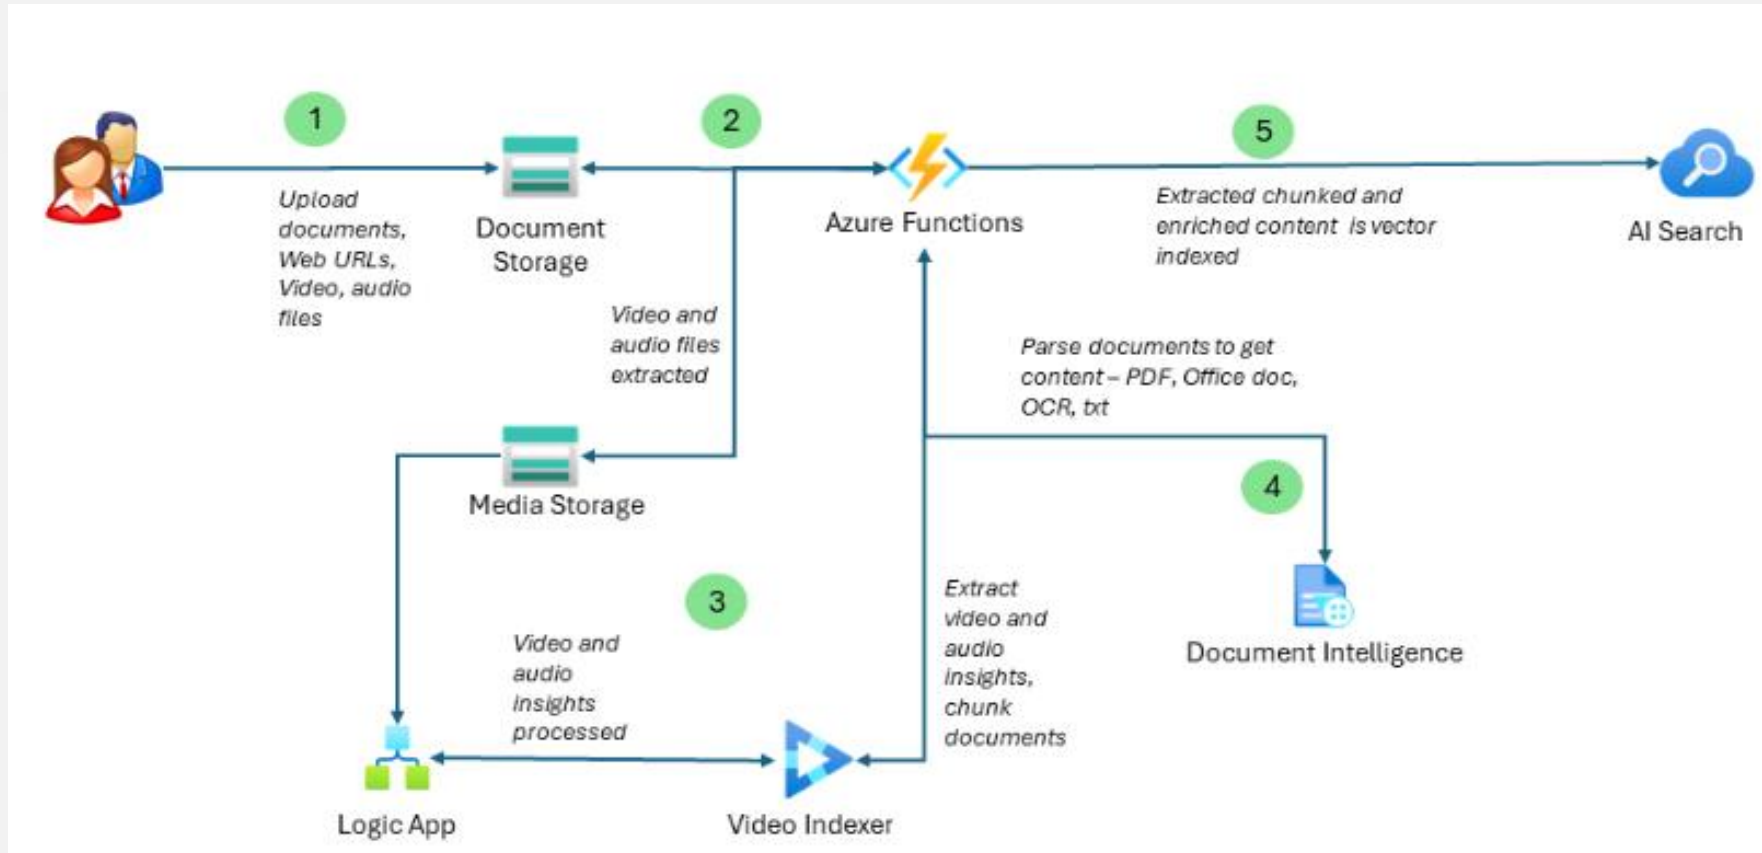 1
Upload
documents,
Web URLs,
Video, audio
files
Document
Storage
2
Video and
audio files
extracted
Azure Functions
5
Extracted chunked and
enriched content is vector
indexed
AI Search
Parse documents to get
content – PDF, Office doc,
OCR, txt
Media Storage
3
Video and
audio
insights
processed
4
Extract
video and
audio
insights,
chunk
documents
Document Intelligence
Logic App
Video Indexer